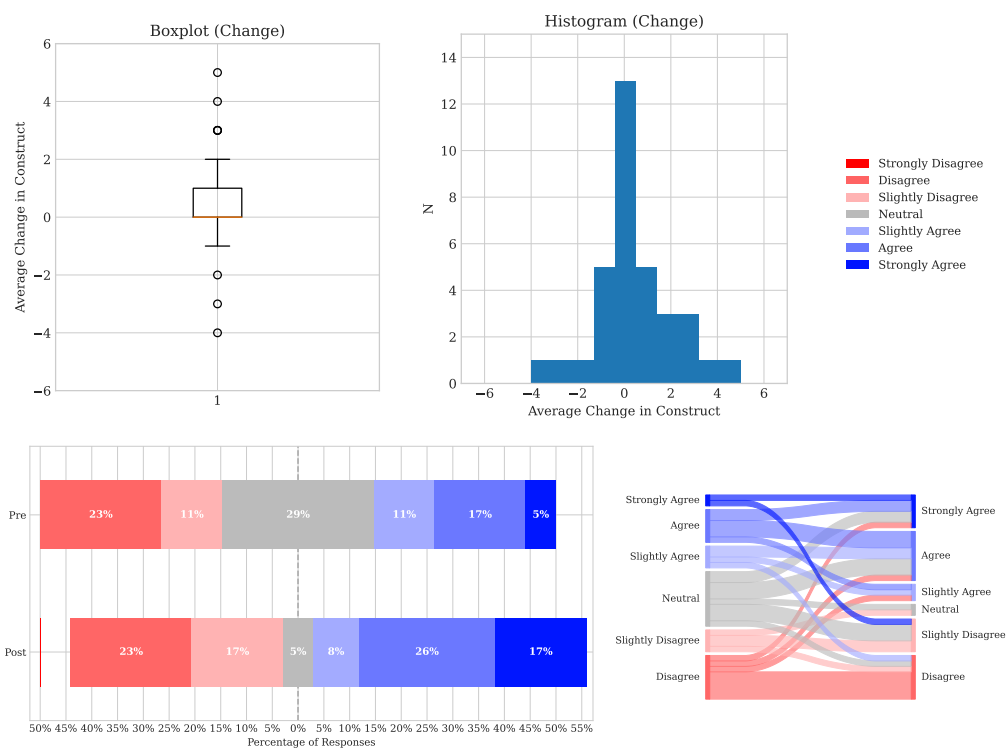 Boxplot (Change)
6
4
2
0
−2
−4
−6
Average Change in Construct
1
Histogram (Change)
14
12
10
8
6
4
2
0
N
−6 −4 −2 0 2 4 6
Average Change in Construct
Strongly Disagree
Disagree
Slightly Disagree
Neutral
Slightly Agree
Agree
Strongly Agree
Pre
23% 11% 29% 11% 17% 5%
Post
23% 17% 5% 8% 26% 17%
50% 45% 40% 35% 30% 25% 20% 15% 10% 5% 0% 5% 10% 15% 20% 25% 30% 35% 40% 45% 50% 55%
Percentage of Responses
Strongly Agree
Agree
Slightly Agree
Neutral
Slightly Disagree
Disagree
Strongly Agree
Agree
Slightly Agree
Neutral
Slightly Disagree
Disagree